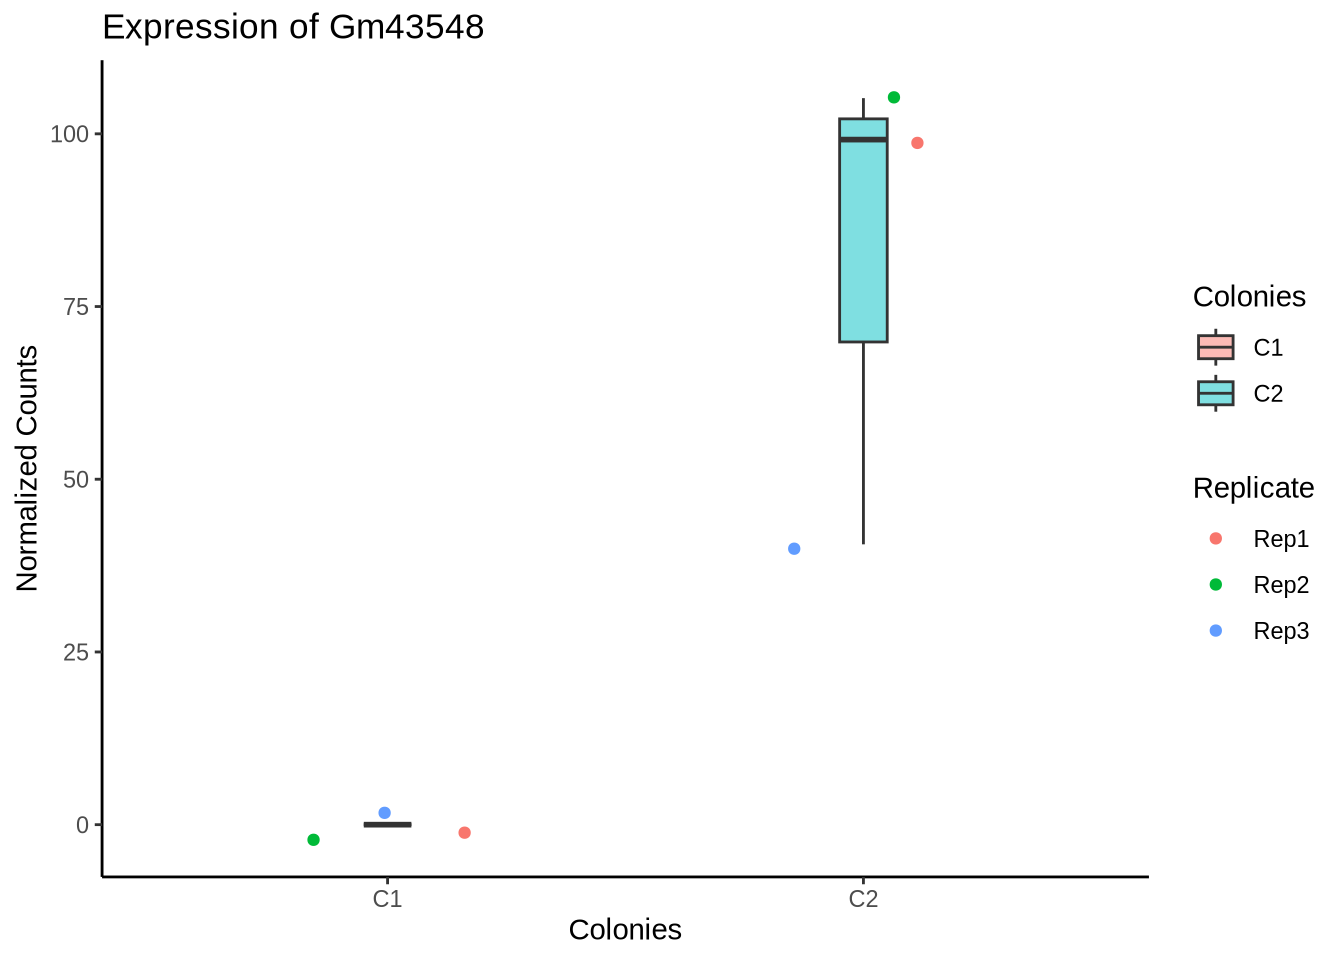 Expression of Gm43548
Normalized Counts
100
75
50
25
0
C1
C2
Colonies
Colonies
C1
C2
Replicate
Rep1
Rep2
Rep3